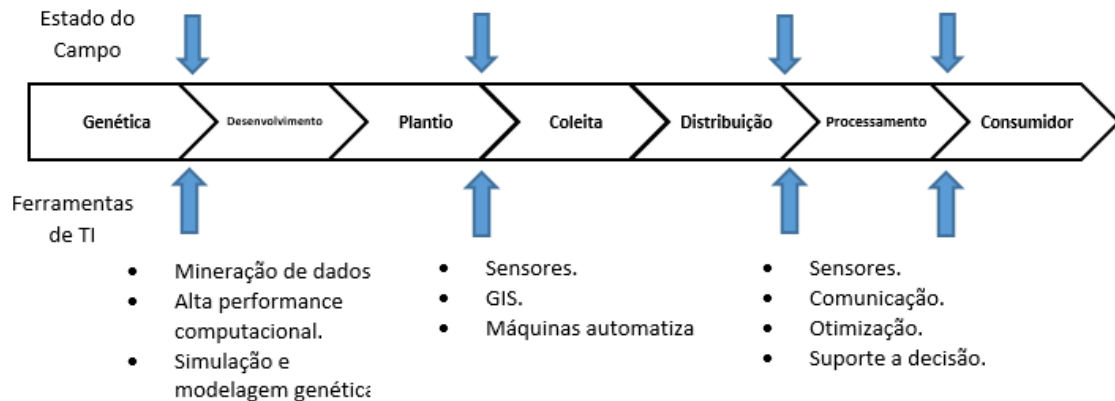 Estado do
Campo
Genética
Desenvolvimento
Plantio
Coleita
Distribuição
Processamento
Consumidor
Ferramentas
de TI
• Mineração de dados
• Alta performance
computacional.
• Simulação e
modelagem genética
• Sensores.
• GIS.
• Máquinas automatiza
• Sensores.
• Comunicação.
• Otimização.
• Suporte a decisão.